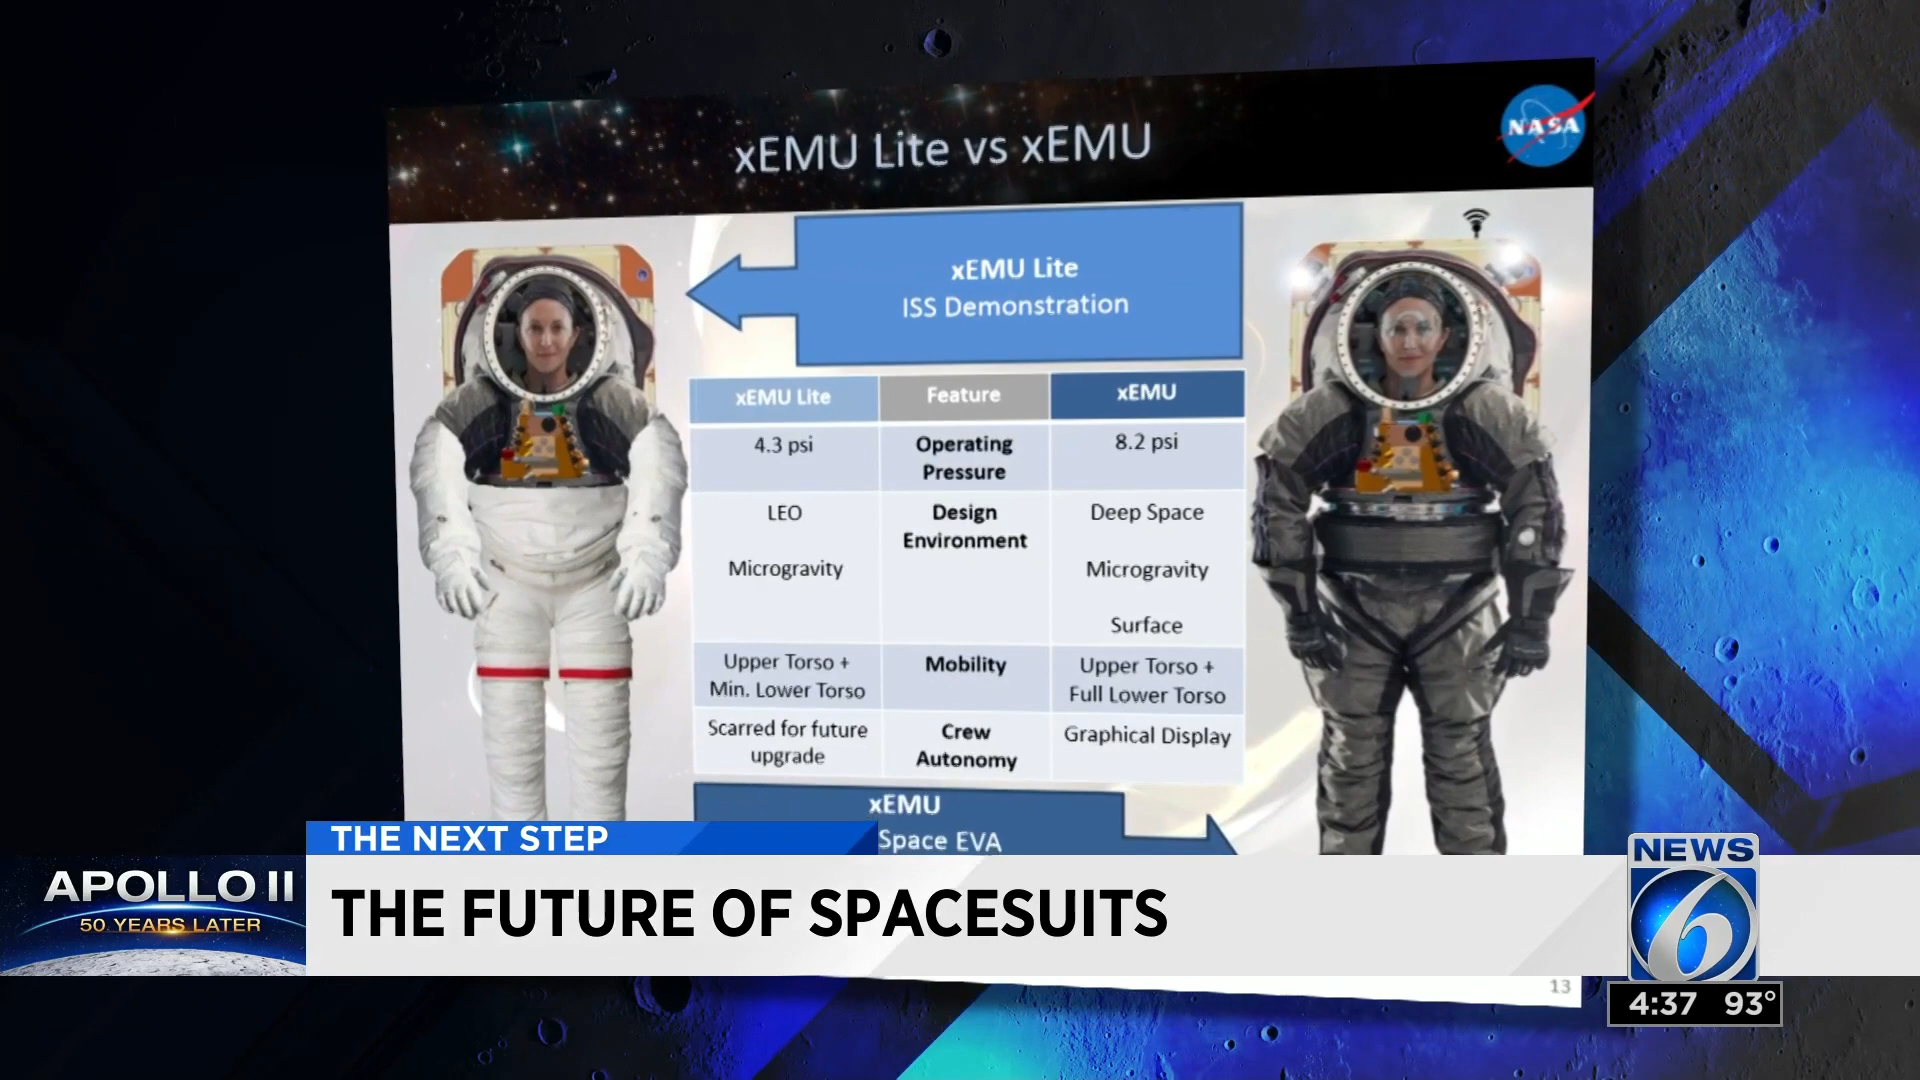 xEMU Lite vs xEMU
NASA
xEMU Lite
ISS Demonstration
xEMU Lite Feature xEMU
4.3 psi Operating Pressure 8.2 psi
LEO Design Environment Deep Space
Microgravity Microgravity
Surface
Upper Torso + Mobility Upper Torso +
Min. Lower Torso Full Lower Torso
Scarred for future Crew Graphical Display
upgrade Autonomy
xEMU
Space EVA
THE NEXT STEP
APOLLO 11
50 YEARS LATER
THE FUTURE OF SPACESUITS
NEWS
6
13
4:37 93°